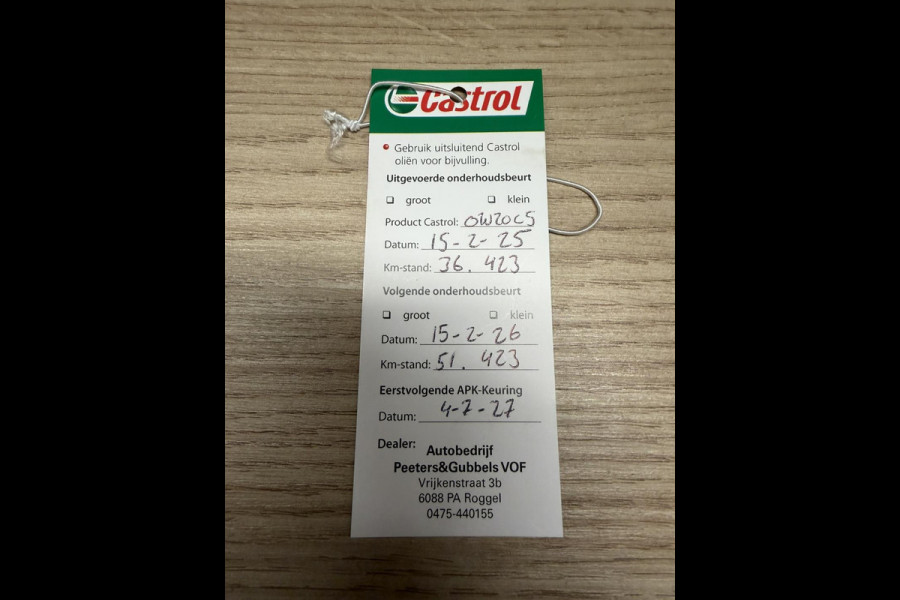 Castrol
Gebruik uitsluitend Castrol
oliën voor bijvulling.
Uitgevoerde onderhoudsbeurt
groot klein
Product Castrol: 0W20C5
Datum: 15-2-25
Km-stand: 36.423
Volgende onderhoudsbeurt
groot klein
Datum: 15-2-26
Km-stand: 51.423
Eerstvolgende APK-Keuring
Datum: 4-7-27
Dealer:
Autobedrijf
Peeters&Gubbels VOF
Vrijkenstraat 3b
6088 PA Roggel
0475-440155